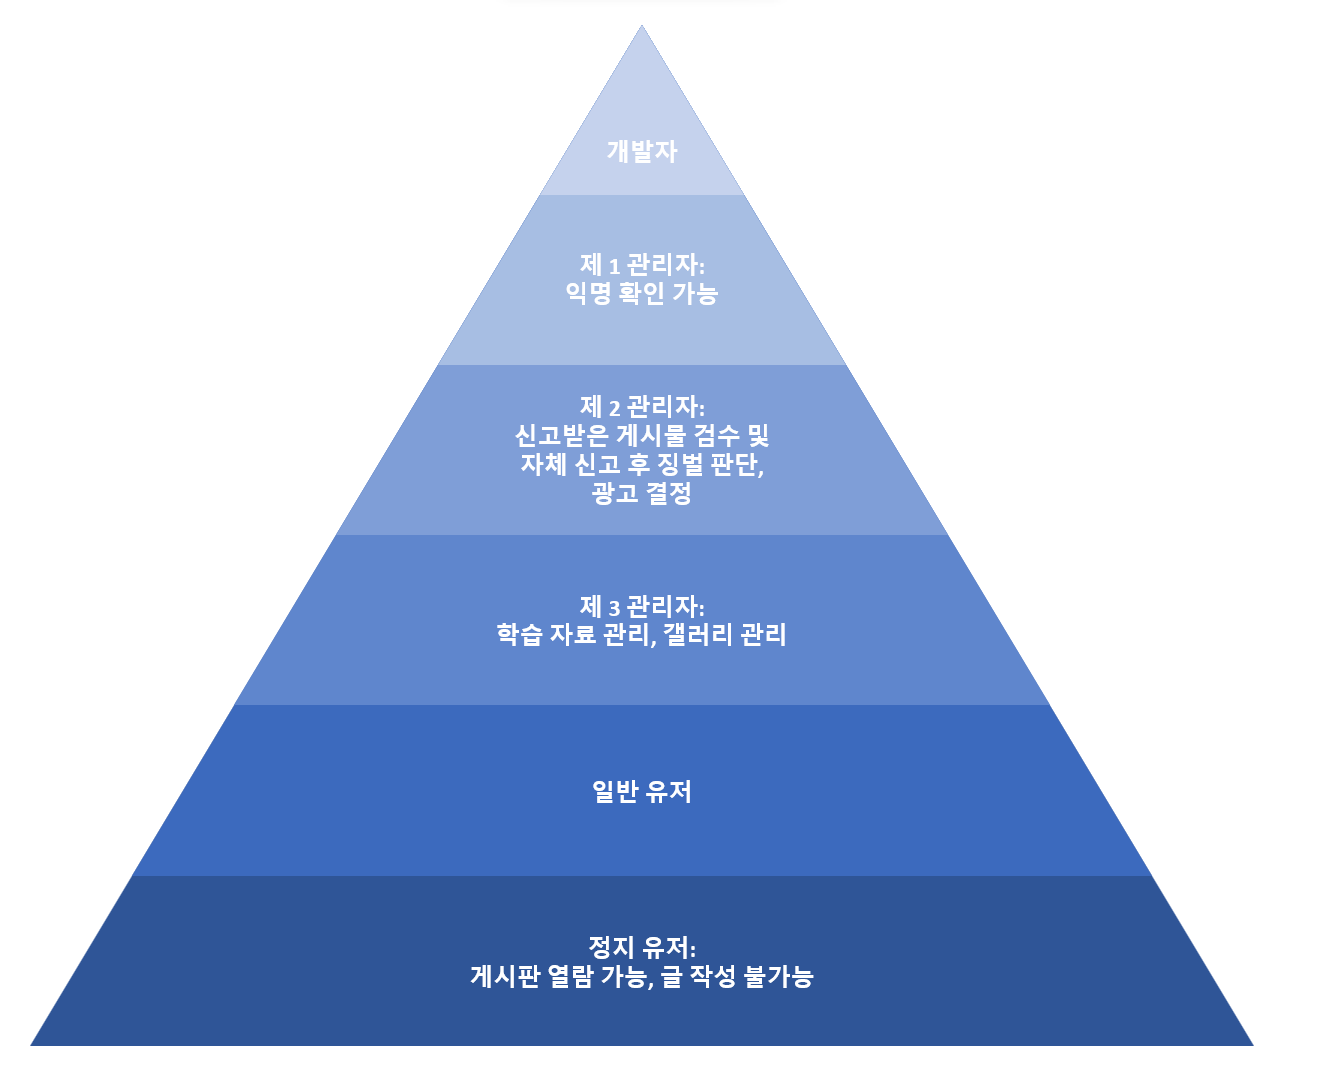 개발자
제 1 관리자:
익명 확인 가능
제 2 관리자:
신고받은 게시물 검수 및
자체 신고 후 징벌 판단,
광고 결정
제 3 관리자:
학습 자료 관리, 갤러리 관리
일반 유저
정지 유저:
게시판 열람 가능, 글 작성 불가능